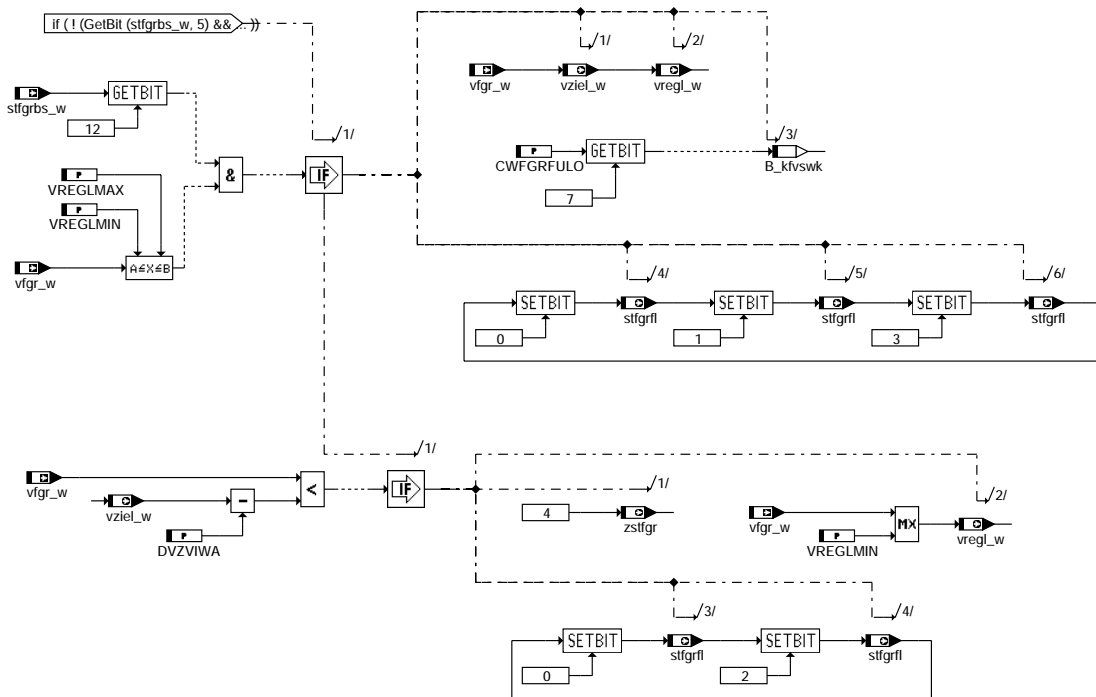 if ( ! (GetBit (stfgrbs_w, 5) && ... ))
/1/
/2/
/1/
vfgr_w
vziel_w
vregl_w
stfgrbs_w
GETBIT
12
/3/
CWFGRFULO
GETBIT
B_kfvswk
7
VREGLMAX
VREGLMIN
&
IF
vfgr_w
A≤X≤B
/4/
/5/
/6/
SETBIT
stfgrfl
SETBIT
stfgrfl
SETBIT
stfgrfl
0
1
3
/1/
vfgr_w
vziel_w
-
<
IF
DVZVIWA
/1/
4
zstfgr
/2/
vfgr_w
VREGLMIN
MX
vregl_w
/3/
/4/
SETBIT
stfgrfl
SETBIT
stfgrfl
0
2